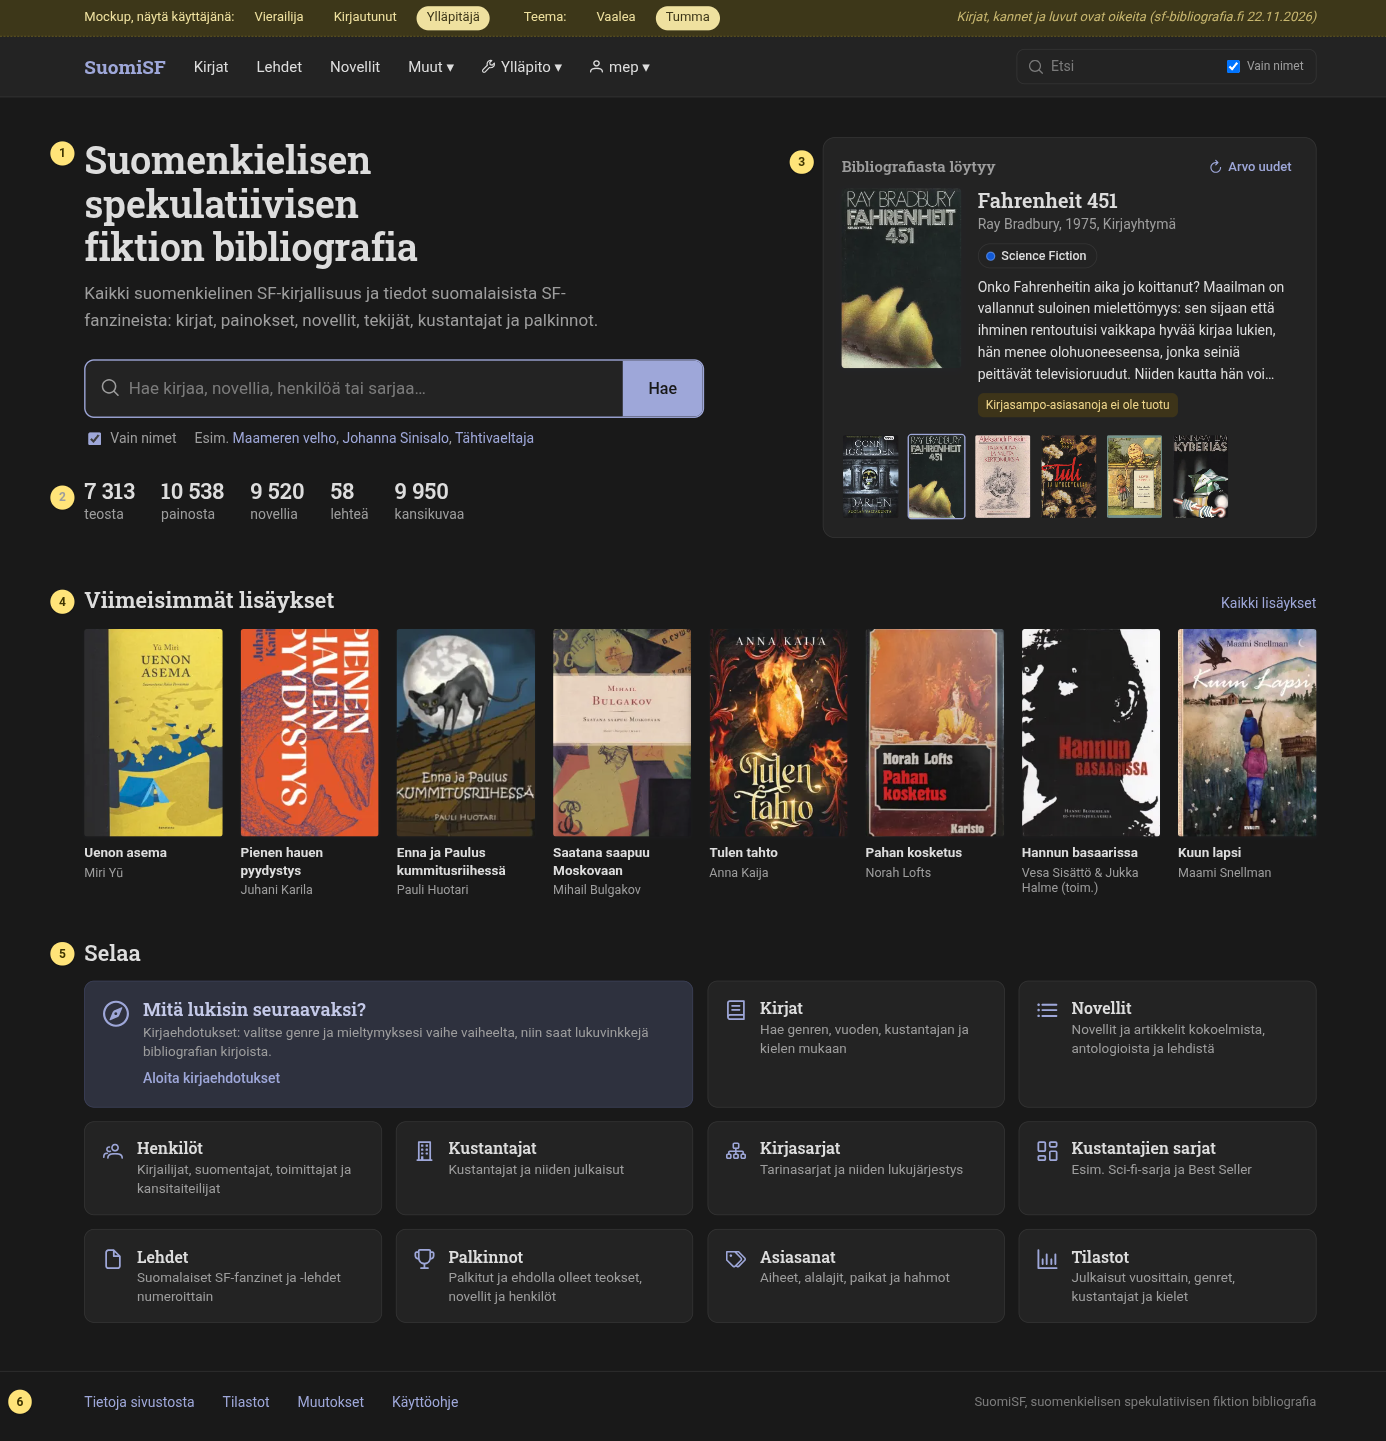 Mockup, näytä käyttäjänä: Vierailija Kirjautunut Ylläpitäjä Teema: Vaalea Tumma Kirjat, kannet ja luvut ovat oikeita (sf-bibliografia.fi 22.11.2026)
SuomiSF Kirjat Lehdet Novellit Muut ▾ Ylläpito ▾ mep ▾ Etsi Vain nimet
1
Suomenkielisen
spekulatiivisen
fiktion bibliografia
Kaikki suomenkielinen SF-kirjallisuus ja tiedot suomalaisista SF-
fanzineista: kirjat, painokset, novellit, tekijät, kustantajat ja palkinnot.
Hae kirjaa, novellia, henkilöä tai sarjaa... Hae
Vain nimet Esim. Maameren velho, Johanna Sinisalo, Tähtivaeltaja
2
7 313 10 538 9 520 58 9 950
teosta painosta novellia lehteä kansikuvaa
3
Bibliografiasta löytyy Arvo uudet
RAY BRADBURY
FAHRENHEIT
451
Fahrenheit 451
Ray Bradbury, 1975, Kirjayhtymä
Science Fiction
Onko Fahrenheitin aika jo koittanut? Maailman on
vallannut suloinen mielettömyys: sen sijaan että
ihminen rentoutuisi vaikkapa hyvää kirjaa lukien,
hän menee olohuoneeseensa, jonka seiniä
peittävät televisioruudut. Niiden kautta hän voi...
Kirjasampo-asiasanoja ei ole tuotu
CONN
IGGULDEN
DARIEN
RAY BRADBURY
FAHRENHEIT
451
tuli
KYBERIAS
4
Viimeisimmät lisäykset Kaikki lisäykset
Yū Miri
UENON
ASEMA
Juhani
Karila
PIENEN
HAUEN
PYYDYSTYS
Enna ja Paulus
KUMMITUSRIIHESSÄ
PAULI HUOTARI
MIHAIL
BULGAKOV
SAATANA SAAPUU MOSKOVAAN
ANNA KAIJA
Tulen
tahto
Norah Lofts
Pahan
kosketus
Karisto
Hannun
BASAARISSA
Maami Snellman
Kuun Lapsi
Uenon asema
Miri Yū
Pienen hauen
pyydystys
Juhani Karila
Enna ja Paulus
kummitusriihessä
Pauli Huotari
Saatana saapuu
Moskovaan
Mihail Bulgakov
Tulen tahto
Anna Kaija
Pahan kosketus
Norah Lofts
Hannun basaarissa
Vesa Sisättö & Jukka
Halme (toim.)
Kuun lapsi
Maami Snellman
5
Selaa
Mitä lukisin seuraavaksi?
Kirjaehdotukset: valitse genre ja mieltymyksesi vaihe vaiheelta, niin saat lukuvinkkejä
bibliografian kirjoista.
Aloita kirjaehdotukset
Kirjat
Hae genren, vuoden, kustantajan ja
kielen mukaan
Novellit
Novellit ja artikkelit kokoelmista,
antologioista ja lehdistä
Henkilöt
Kirjailijat, suomentajat, toimittajat ja
kansitaiteilijat
Kustantajat
Kustantajat ja niiden julkaisut
Kirjasarjat
Tarinasarjat ja niiden lukujärjestys
Kustantajien sarjat
Esim. Sci-fi-sarja ja Best Seller
Lehdet
Suomalaiset SF-fanzinet ja -lehdet
numeroittain
Palkinnot
Palkitut ja ehdolla olleet teokset,
novellit ja henkilöt
Asiasanat
Aiheet, alalajit, paikat ja hahmot
Tilastot
Julkaisut vuosittain, genret,
kustantajat ja kielet
6
Tietoja sivustosta Tilastot Muutokset Käyttöohje SuomiSF, suomenkielisen spekulatiivisen fiktion bibliografia